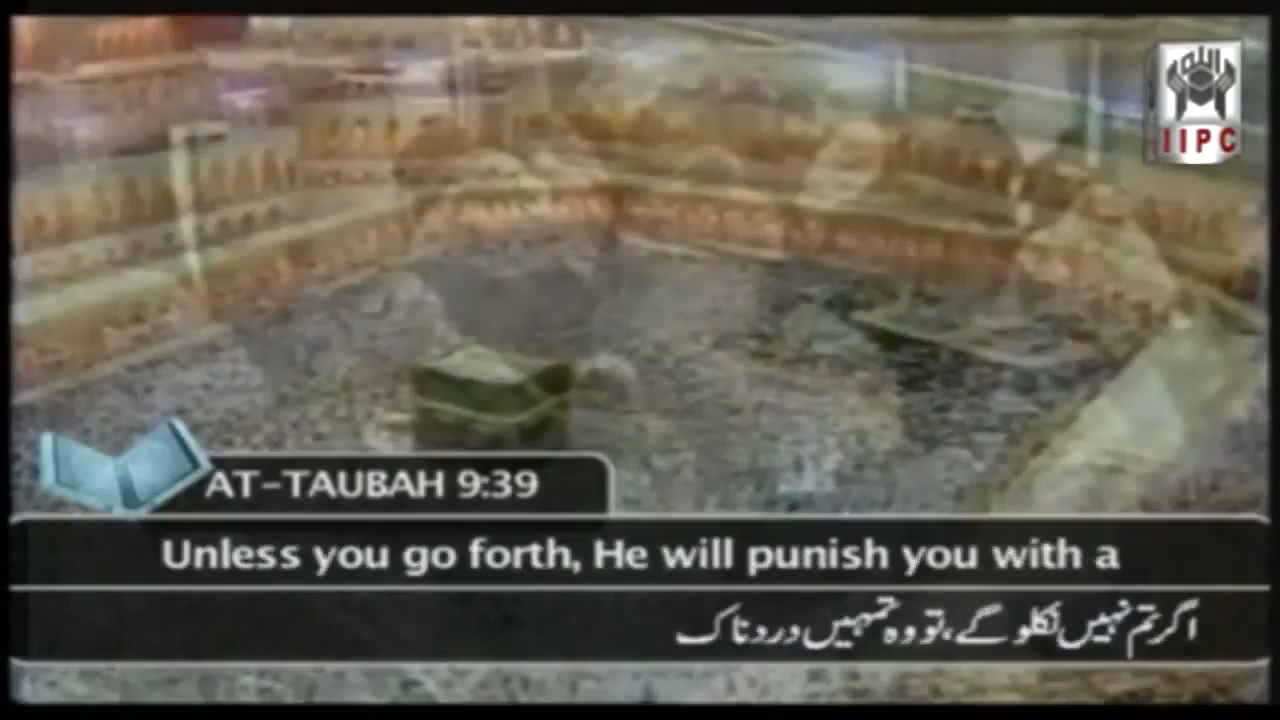 الله
IIPC
AT-TAUBAH 9:39
Unless you go forth, He will punish you with a
اگر تم نہیں نکلو گے، تو وہ تمہیں دردناک